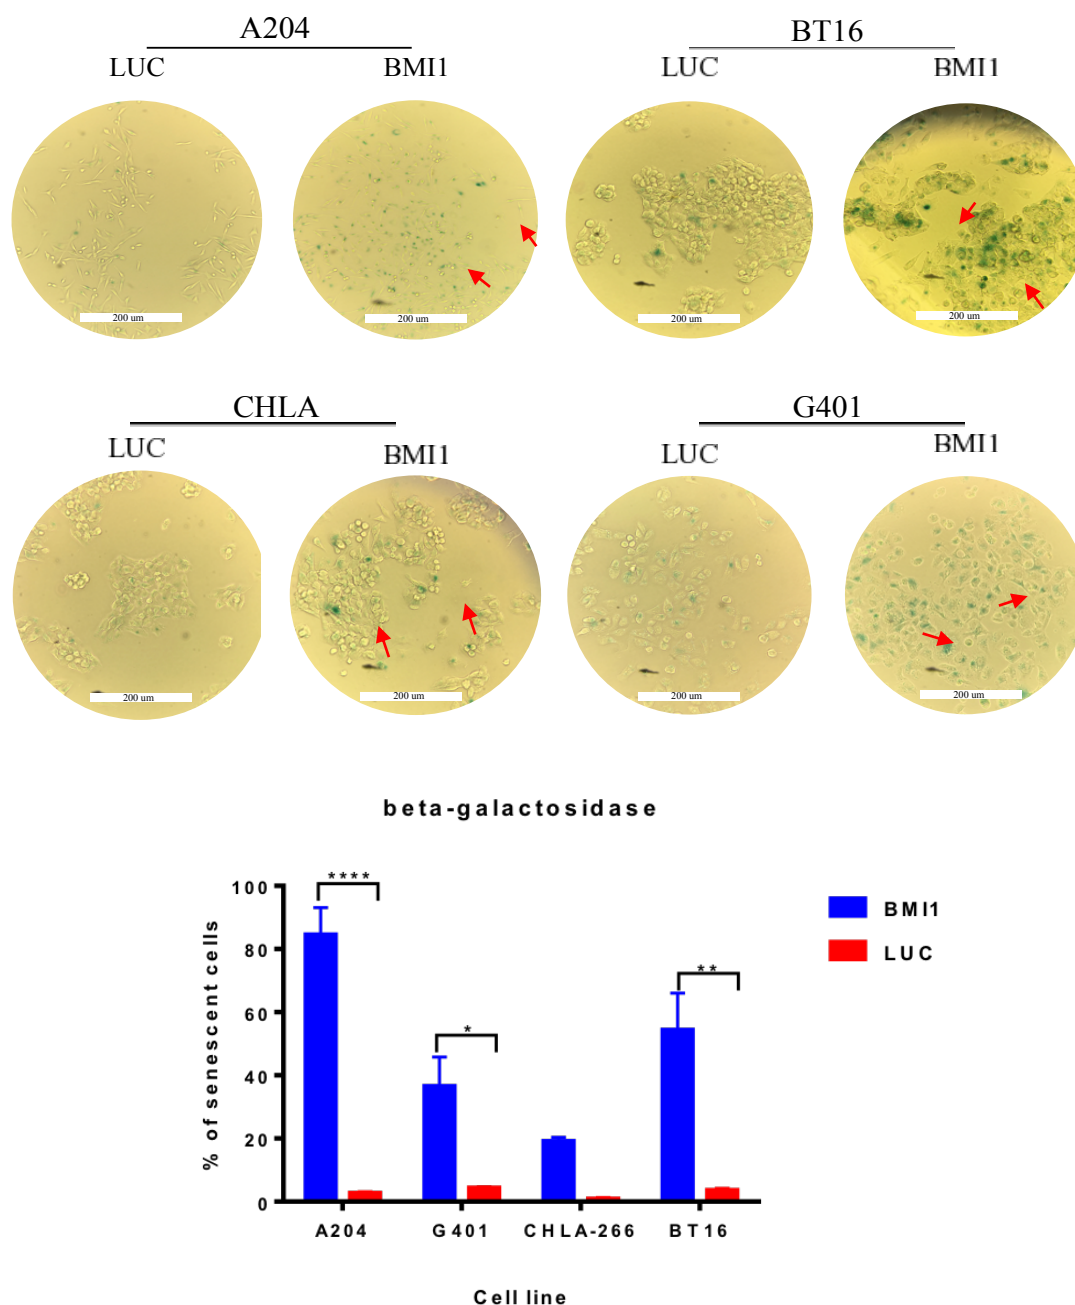 A204 BT16
LUC BMI1 LUC BMI1
200 um 200 um 200 um 200 um
CHLA G401
LUC BMI1 LUC BMI1
200 um 200 um 200 um 200 um
beta-galactosidase
% of senescent cells
100
80
60
40
20
0
****
*
**
BMI1
LUC
A204 G401 CHLA-266 BT16
Cell line